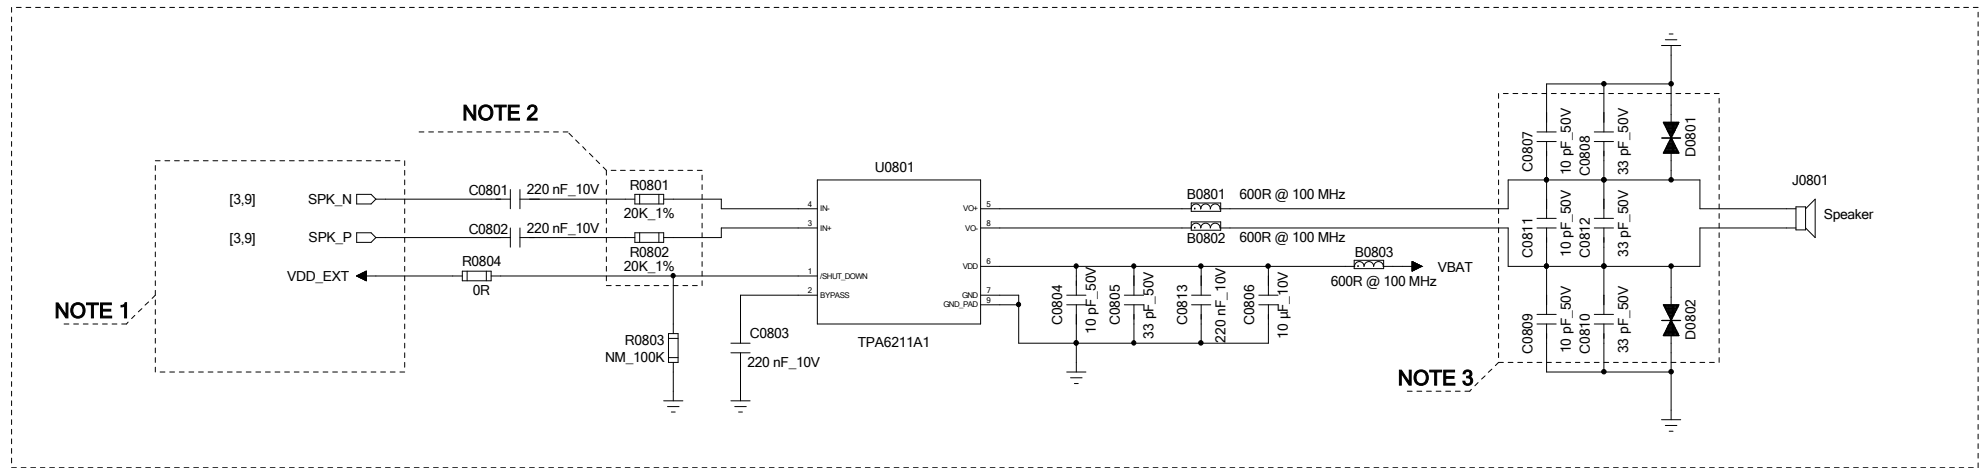 NOTE 2
NOTE 1
[3,9]
SPK_N
[3,9]
SPK_P
VDD_EXT
C0801
220 nF_10V
C0802
220 nF_10V
R0804
0R
R0801
20K_1%
R0802
20K_1%
R0803
NM_100K
C0803
220 nF_10V
U0801
4
IN-
3
IN+
1
/SHUT_DOWN
2
BYPASS
VO+
5
VO-
8
VDD
6
GND
7
GND_PAD
9
TPA6211A1
B0801
600R @ 100 MHz
B0802
600R @ 100 MHz
B0803
600R @ 100 MHz
VBAT
C0804
10 pF_50V
C0805
33 pF_50V
C0813
220 nF_10V
C0806
10 µF_10V
C0807
10 pF_50V
C0808
33 pF_50V
D0801
C0811
10 pF_50V
C0812
33 pF_50V
C0809
10 pF_50V
C0810
33 pF_50V
D0802
NOTE 3
J0801
Speaker